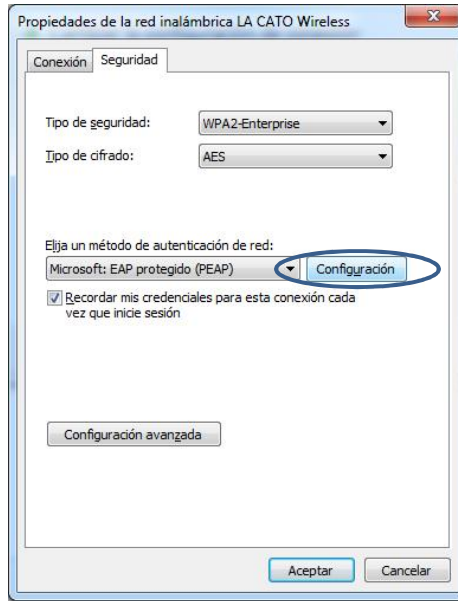 Propiedades de la red inalámbrica LA CATO Wireless
Conexión Seguridad
Tipo de seguridad: WPA2-Enterprise
Tipo de cifrado: AES
Elija un método de autenticación de red:
Microsoft: EAP protegido (PEAP) Configuración
Recordar mis credenciales para esta conexión cada
vez que inicie sesión
Configuración avanzada
Aceptar Cancelar